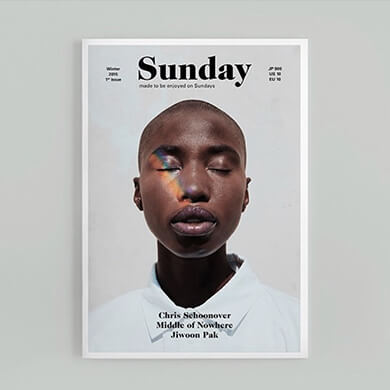 Winter
2015
1st Issue
Sunday
made to be enjoyed on Sundays
JP 900
US 10
EU 10
Chris Schoonover
Middle of Nowhere
Jiwoon Pak